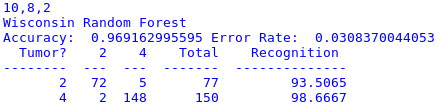 10,8,2
Wisconsin Random Forest
Accuracy:  0.969162995595 Error Rate:  0.0308370044053
  Tumor?    2    4    Total    Recognition
--------  ---  ---  -------  -------------
       2   72    5       77        93.5065
       4    2  148      150        98.6667